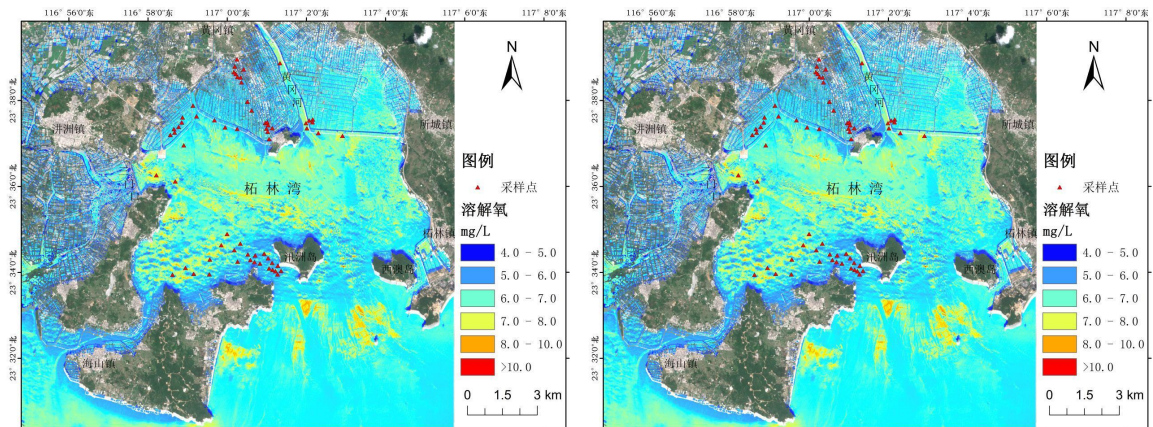 116° 56'0"东 116° 58'0"东 117° 0'0"东 117° 2'0"东 117° 4'0"东 117° 6'0"东 117° 8'0"东
黄冈镇
N
23° 38'0"北
黄冈河
所城镇
汫洲镇
图例
采样点
23° 36'0"北
柘林湾
溶解氧
mg/L
柘林镇
4.0 - 5.0
汛洲岛
5.0 - 6.0
23° 34'0"北
西澳岛
6.0 - 7.0
7.0 - 8.0
8.0 - 10.0
23° 32'0"北
海山镇
>10.0
0 1.5 3 km
116° 56'0"东 116° 58'0"东 117° 0'0"东 117° 2'0"东 117° 4'0"东 117° 6'0"东 117° 8'0"东
黄冈镇
N
23° 38'0"北
黄冈河
所城镇
汫洲镇
图例
采样点
23° 36'0"北
柘林湾
溶解氧
mg/L
柘林镇
4.0 - 5.0
汛洲岛
5.0 - 6.0
23° 34'0"北
西澳岛
6.0 - 7.0
7.0 - 8.0
8.0 - 10.0
23° 32'0"北
海山镇
>10.0
0 1.5 3 km